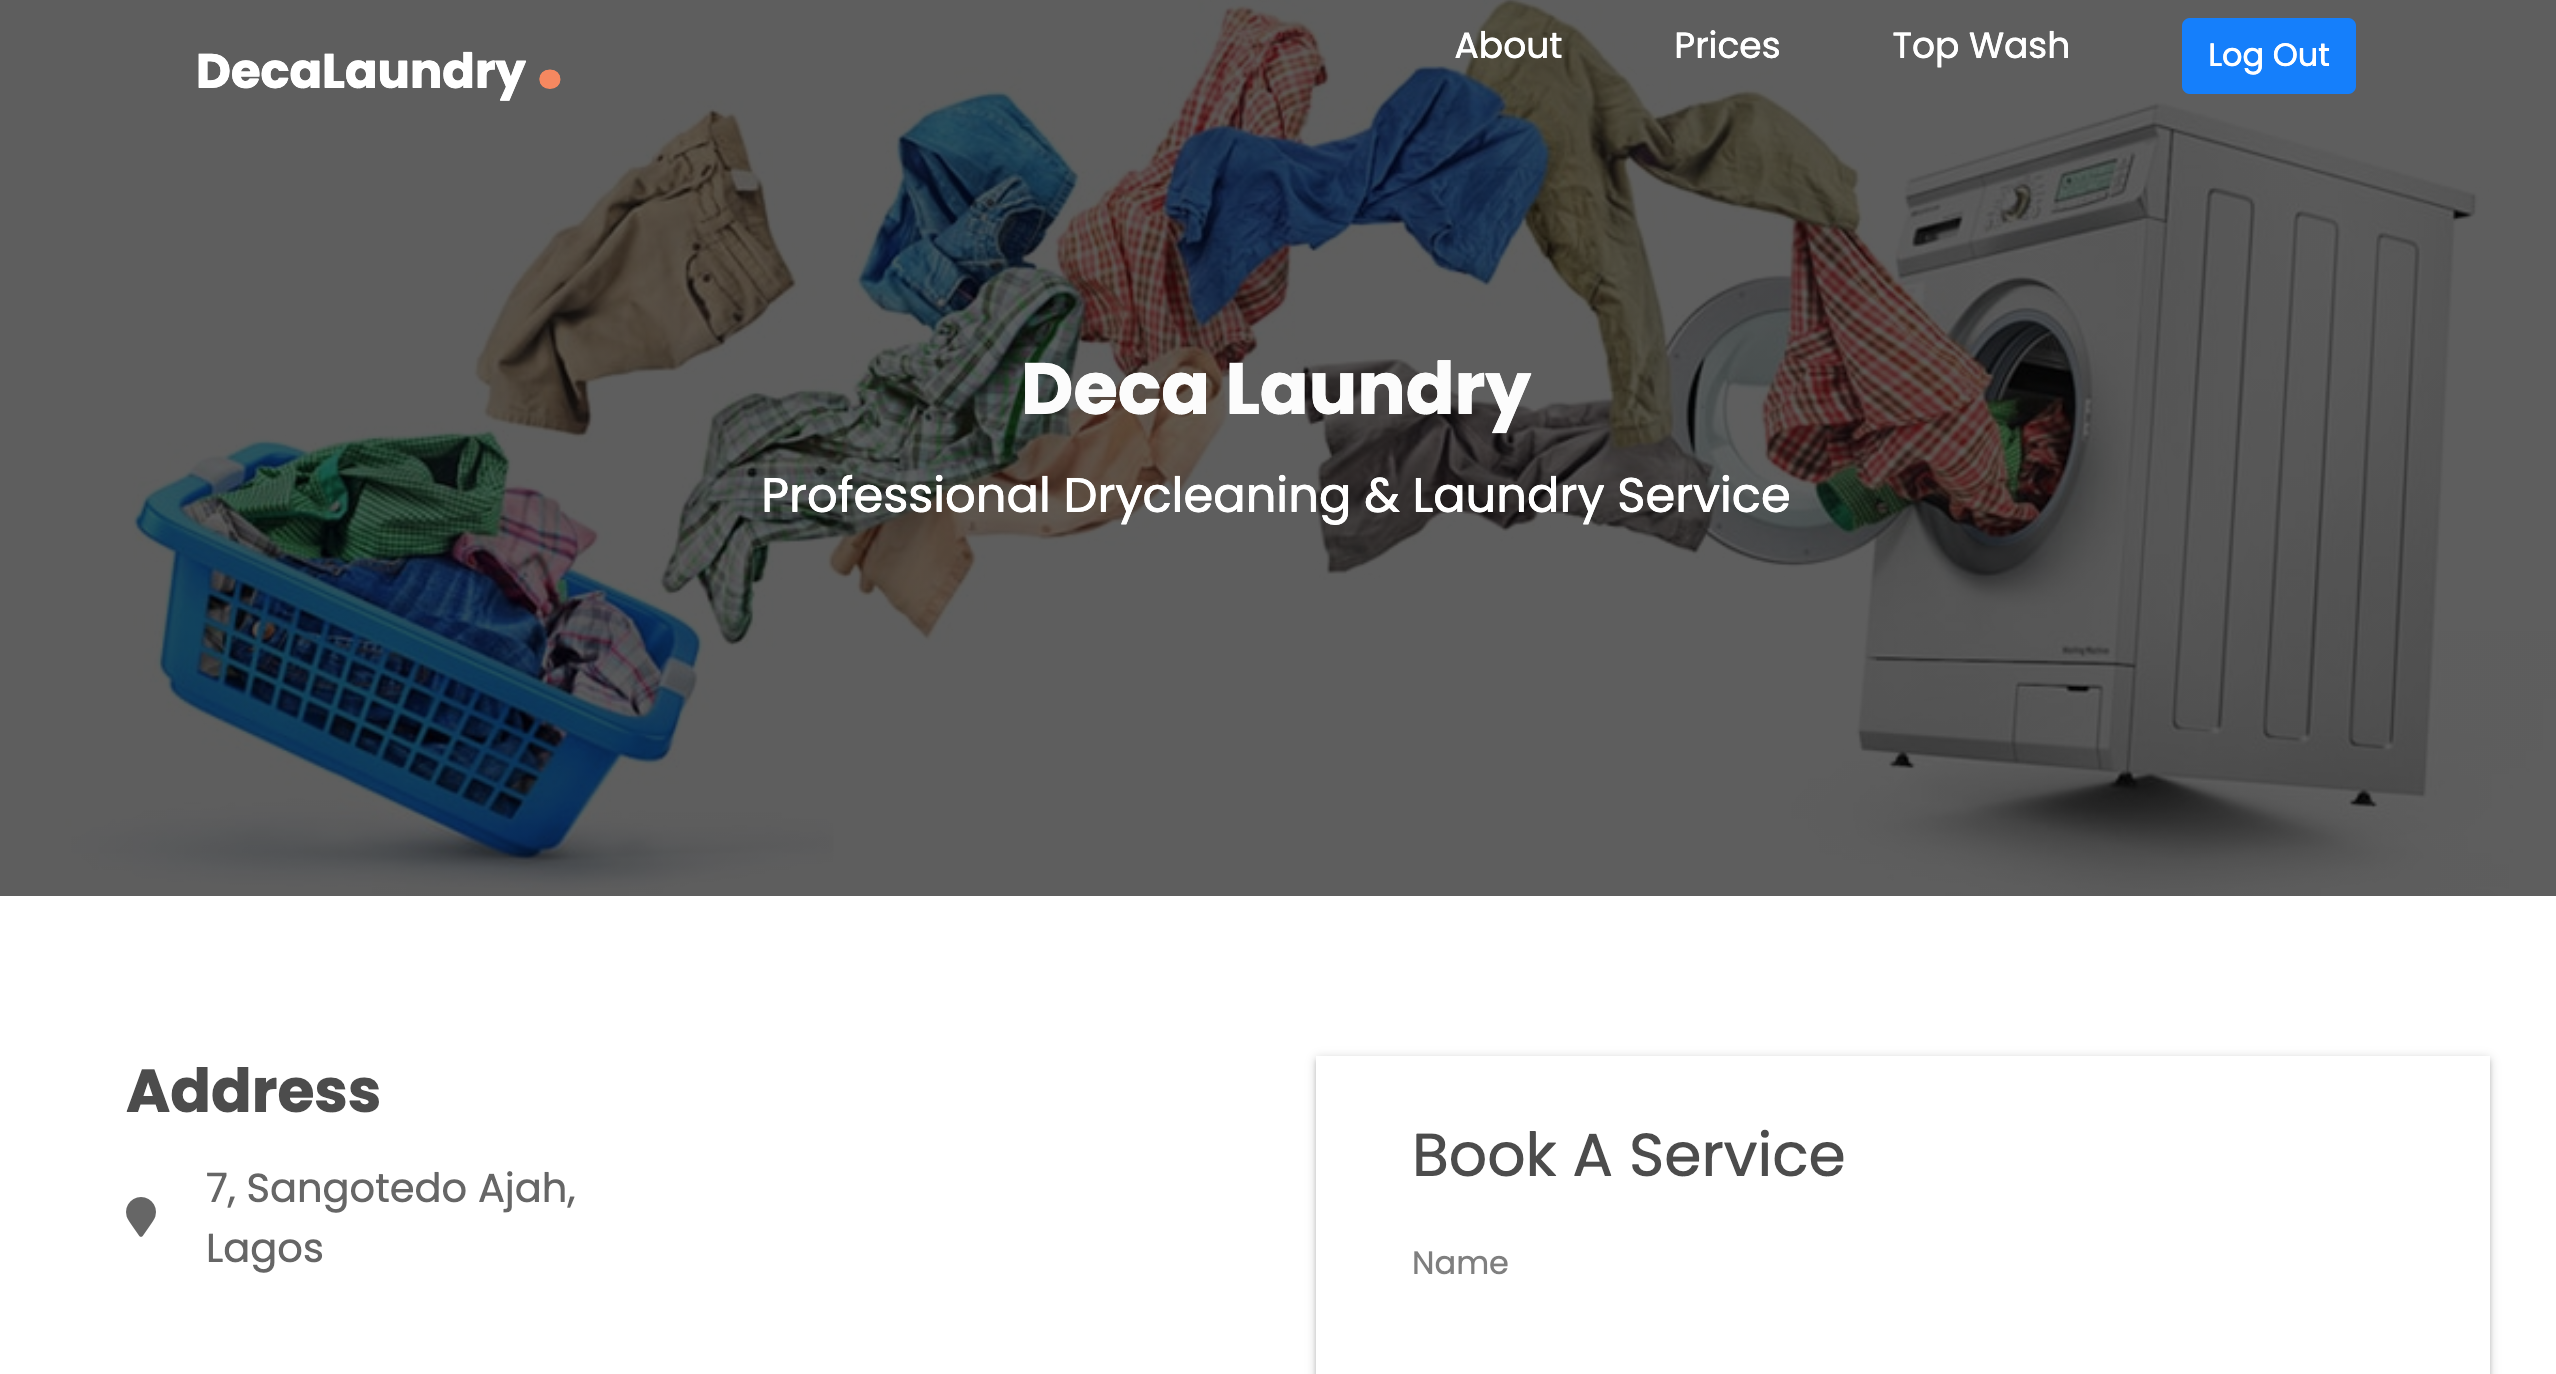 DecaLaundry
About
Prices
Top Wash
Log Out
Deca Laundry
Professional Drycleaning & Laundry Service
Address
7, Sangotedo Ajah,
Lagos
Book A Service
Name